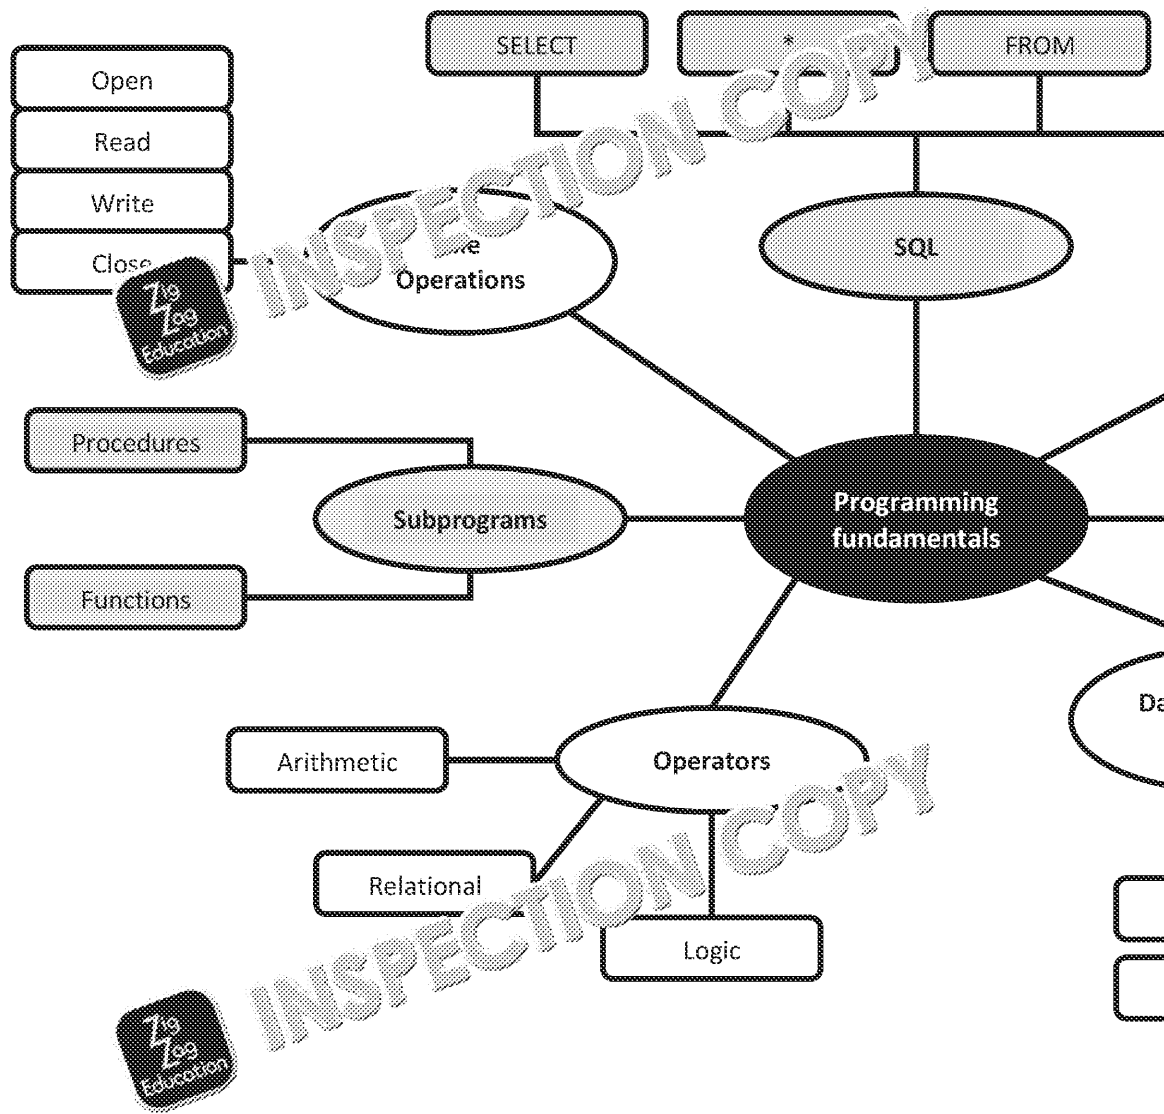 SELECT
*
FROM
Open
Read
Write
Close
SQL
Operations
INSPECTION COPY
Zig
Zag
Education
Procedures
Subprograms
Programming
fundamentals
Functions
Arithmetic
Operators
Relational
Logic
INSPECTION COPY
Zig
Zag
Education